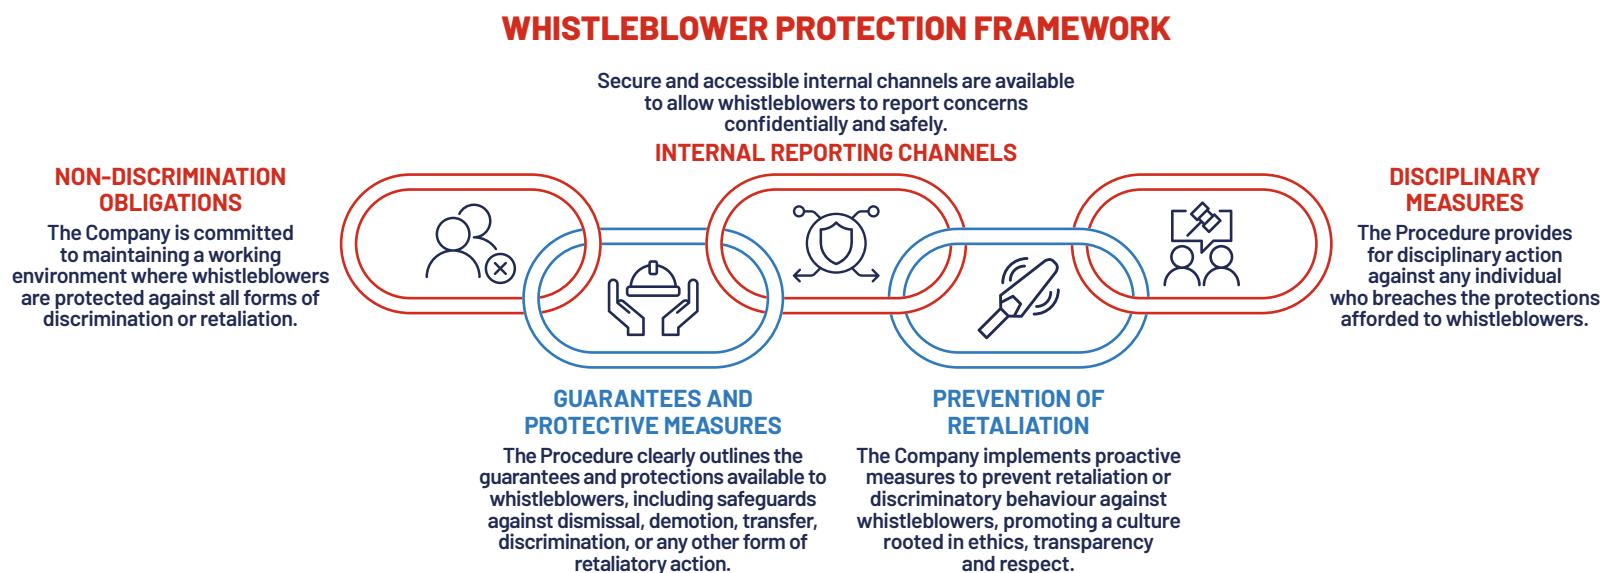 WHISTLEBLOWER PROTECTION FRAMEWORK
Secure and accessible internal channels are available
to allow whistleblowers to report concerns
confidentially and safely.
INTERNAL REPORTING CHANNELS
NON-DISCRIMINATION
OBLIGATIONS
The Company is committed
to maintaining a working
environment where whistleblowers
are protected against all forms of
discrimination or retaliation.
DISCIPLINARY
MEASURES
The Procedure provides
for disciplinary action
against any individual
who breaches the protections
afforded to whistleblowers.
GUARANTEES AND
PROTECTIVE MEASURES
The Procedure clearly outlines the
guarantees and protections available to
whistleblowers, including safeguards
against dismissal, demotion, transfer,
discrimination, or any other form of
retaliatory action.
PREVENTION OF
RETALIATION
The Company implements proactive
measures to prevent retaliation or
discriminatory behaviour against
whistleblowers, promoting a culture
rooted in ethics, transparency
and respect.